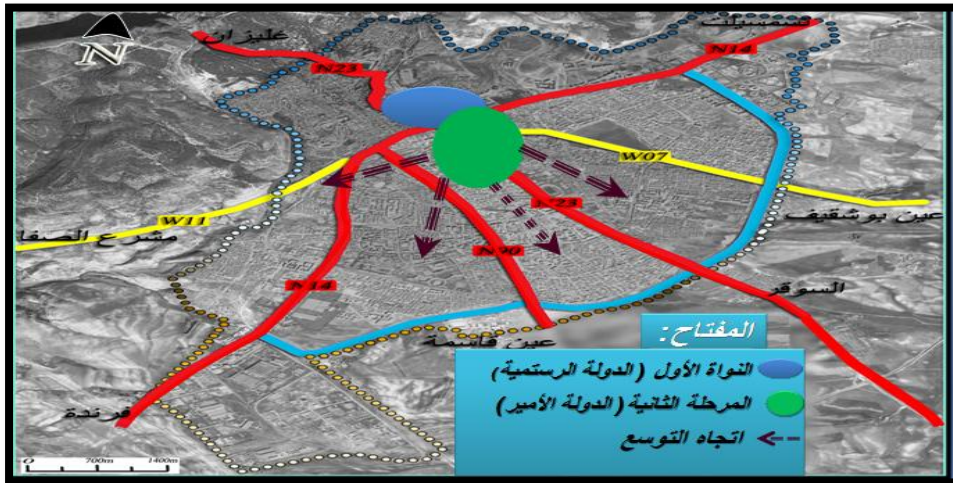 غليزان
تسمسيلت
N
N23
N14
W07
W11
مشرع الصفا
عين بوشقيف
N23
N90
السوقر
N14
عين قاسمة
فرندة
المفتاح:
النواة الأول (الدولة الرستمية)
المرحلة الثانية (الدولة الأمير)
اتجاه التوسع
0 700m 1400m